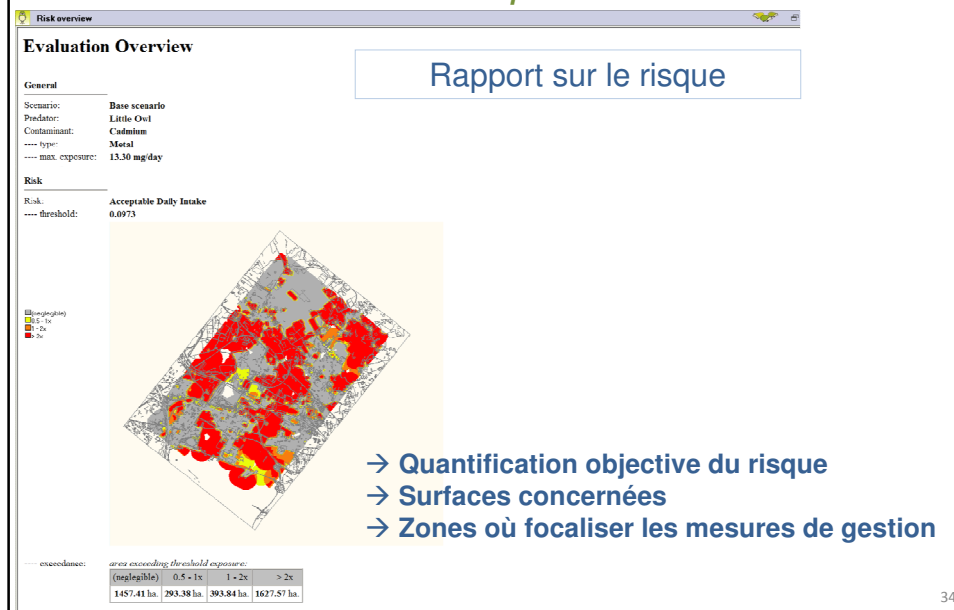 Risk overview
Evaluation Overview
Rapport sur le risque
General
Scenario: Base scenario
Predator: Little Owl
Contaminant: Cadmium
---- type: Metal
---- max. exposure: 13.30 mg/day
Risk
Risk: Acceptable Daily Intake
---- threshold: 0.0973
(neglegible)
0.5 - 1x
1 - 2x
> 2x
→ Quantification objective du risque
→ Surfaces concernées
→ Zones où focaliser les mesures de gestion
---- exceedance: area exceeding threshold exposure:
(neglegible) 0.5 - 1x 1 - 2x > 2x
1457.41 ha. 293.38 ha. 393.84 ha. 1627.57 ha.
34